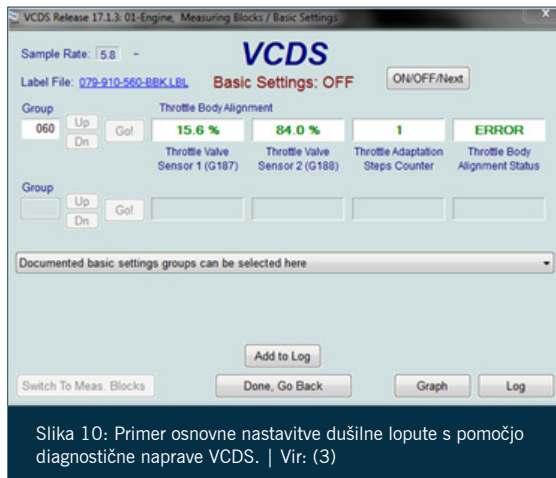 VCDS Release 17.1.3: 01-Engine, Measuring Blocks / Basic Settings
Sample Rate: 5.8 -
VCDS
Label File: 079-910-560-BBK.LBL
Basic Settings: OFF
ON/OFF/Next
Group
Throttle Body Alignment
060
Up
Dn
Go!
15.6 %
84.0 %
1
ERROR
Throttle Valve
Sensor 1 (G187)
Throttle Valve
Sensor 2 (G188)
Throttle Adaptation
Steps Counter
Throttle Body
Alignment Status
Group
Up
Dn
Go!
Documented basic settings groups can be selected here
Add to Log
Switch To Meas. Blocks
Done, Go Back
Graph
Log
Slika 10: Primer osnovne nastavitve dušilne lopute s pomočjo
diagnostične naprave VCDS. | Vir: (3)